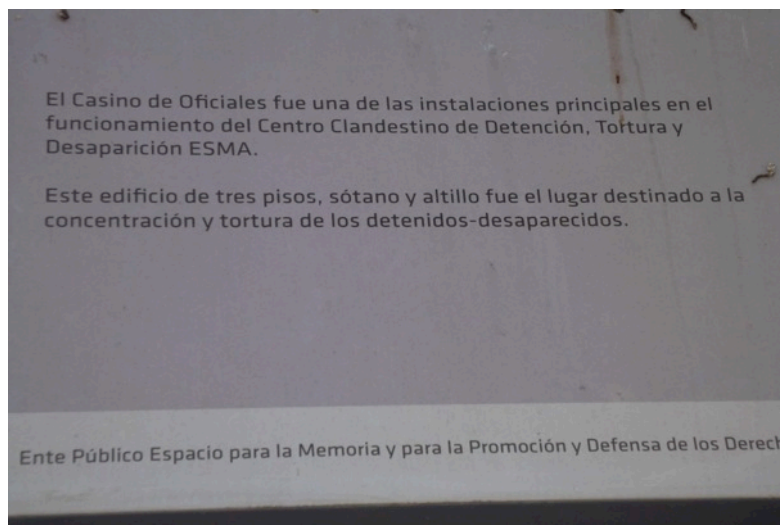 El Casino de Oficiales fue una de las instalaciones principales en el
funcionamiento del Centro Clandestino de Detención, Tortura y
Desaparición ESMA.
Este edificio de tres pisos, sótano y altillo fue el lugar destinado a la
concentración y tortura de los detenidos-desaparecidos.
Ente Público Espacio para la Memoria y para la Promoción y Defensa de los Derech